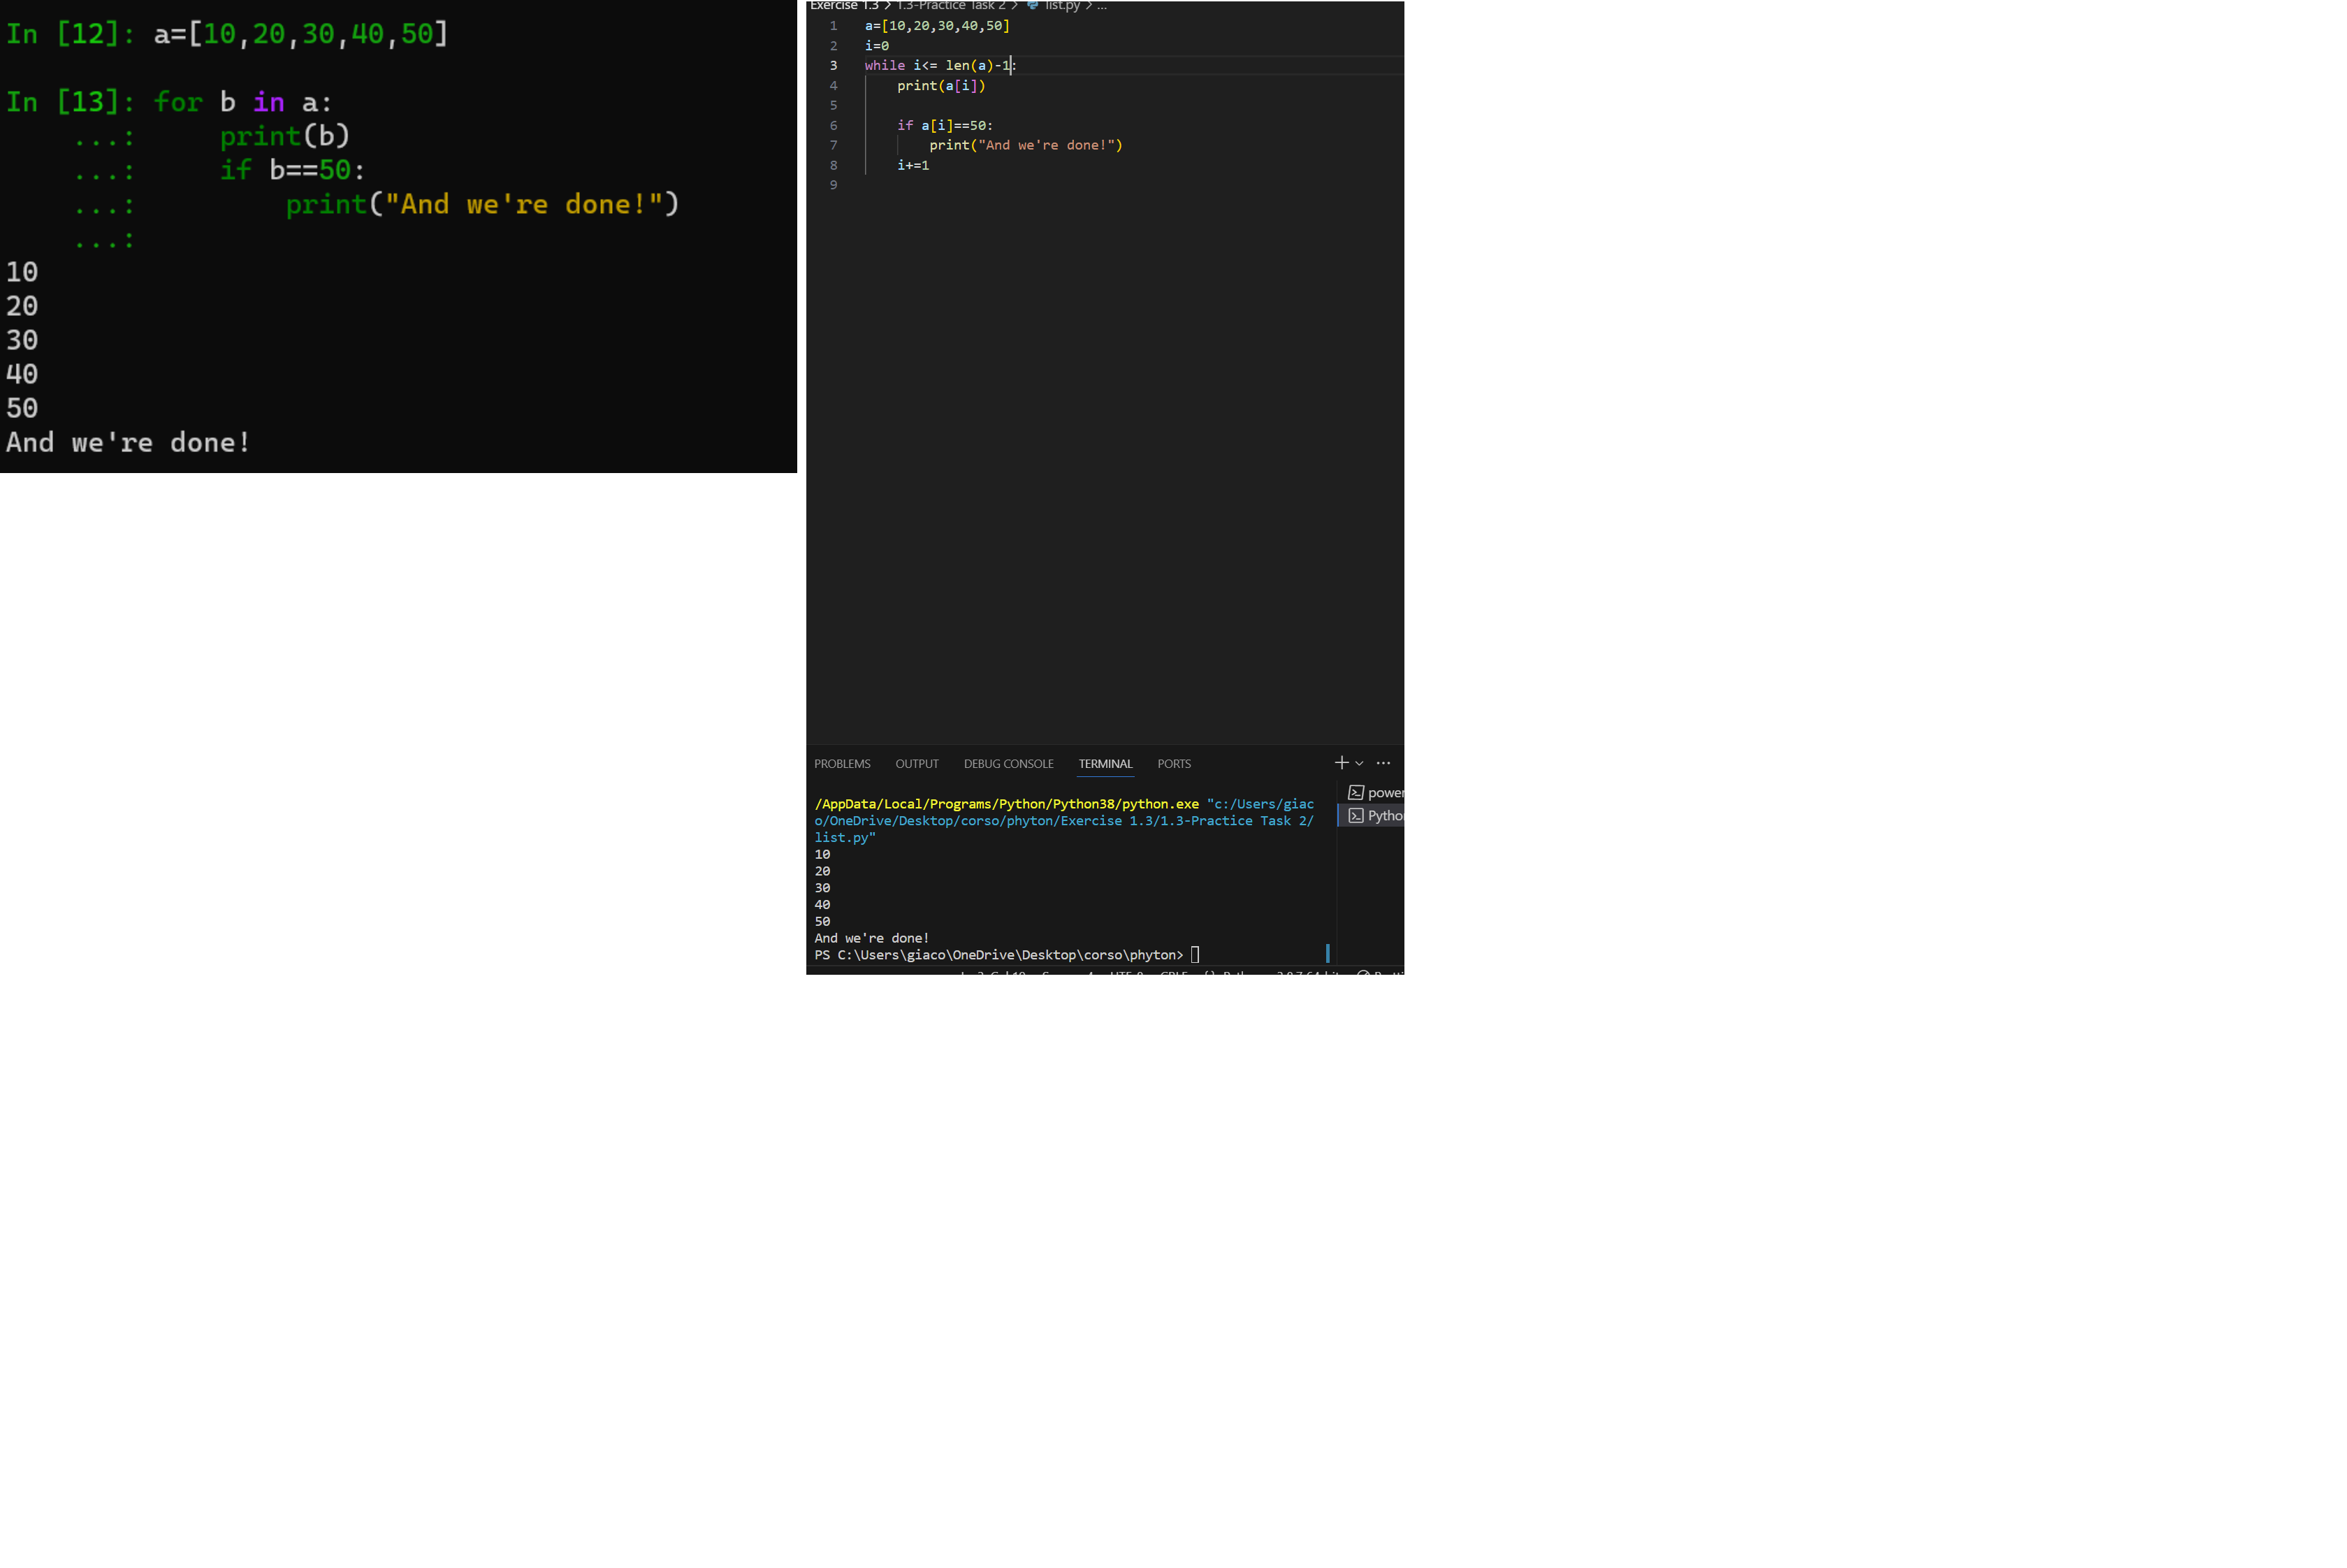 In [12]: a=[10,20,30,40,50]
In [13]: for b in a:
...: print(b)
...: if b==50:
...: print("And we're done!")
...:
10
20
30
40
50
And we're done!
Exercise 1.3 > 1.3-Practice Task 2 > list.py > ...
1 a=[10,20,30,40,50]
2 i=0
3 while i<= len(a)-1:
4 print(a[i])
5
6 if a[i]==50:
7 print("And we're done!")
8 i+=1
9
PROBLEMS OUTPUT DEBUG CONSOLE TERMINAL PORTS
/AppData/Local/Programs/Python/Python38/python.exe "c:/Users/giac
o/OneDrive/Desktop/corso/phyton/Exercise 1.3/1.3-Practice Task 2/
list.py"
10
20
30
40
50
And we're done!
PS C:\Users\giaco\OneDrive\Desktop\corso\phyton>
power
Pytho